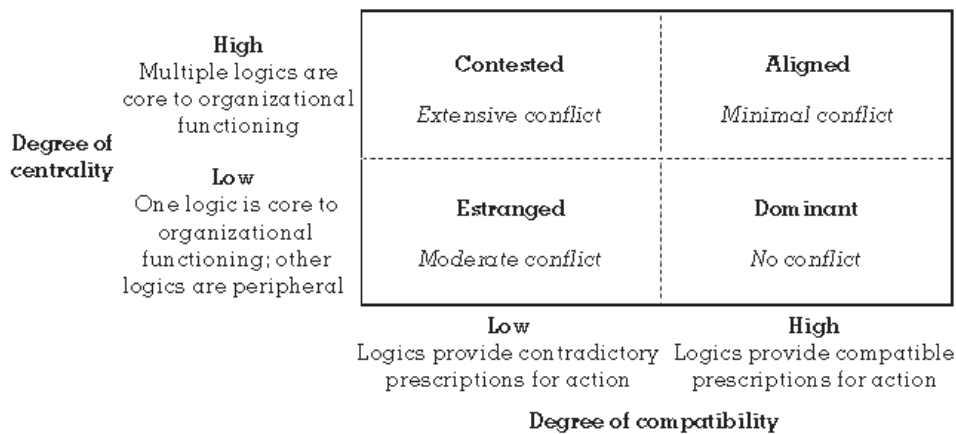 High
Multiple logics are
core to organizational
functioning
Degree of
centrality
Low
One logic is core to
organizational
functioning; other
logics are peripheral
Contested
Extensive conflict
Aligned
Minimal conflict
Estranged
Moderate conflict
Dominant
No conflict
Low
Logics provide contradictory
prescriptions for action
High
Logics provide compatible
prescriptions for action
Degree of compatibility